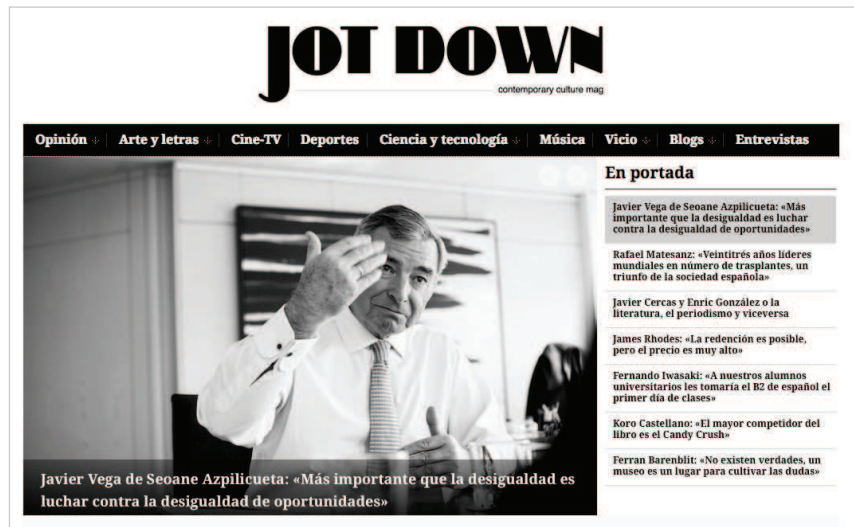 JOT DOWN
contemporary culture mag
Opinión
Arte y letras
Cine-TV
Deportes
Ciencia y tecnología
Música
Vicio
Blogs
Entrevistas
En portada
Javier Vega de Seoane Azpilicueta: «Más
importante que la desigualdad es luchar
contra la desigualdad de oportunidades»
Rafael Matesanz: «Veintitrés años líderes
mundiales en número de trasplantes, un
triunfo de la sociedad española»
Javier Cercas y Enric González o la
literatura, el periodismo y viceversa
James Rhodes: «La redención es posible,
pero el precio es muy alto»
Fernando Iwasaki: «A nuestros alumnos
universitarios les tomaría el B2 de español el
primer día de clases»
Koro Castellano: «El mayor competidor del
libro es el Candy Crush»
Ferran Barenblit: «No existen verdades, un
museo es un lugar para cultivar las dudas»
Javier Vega de Seoane Azpilicueta: «Más importante que la desigualdad es
luchar contra la desigualdad de oportunidades»